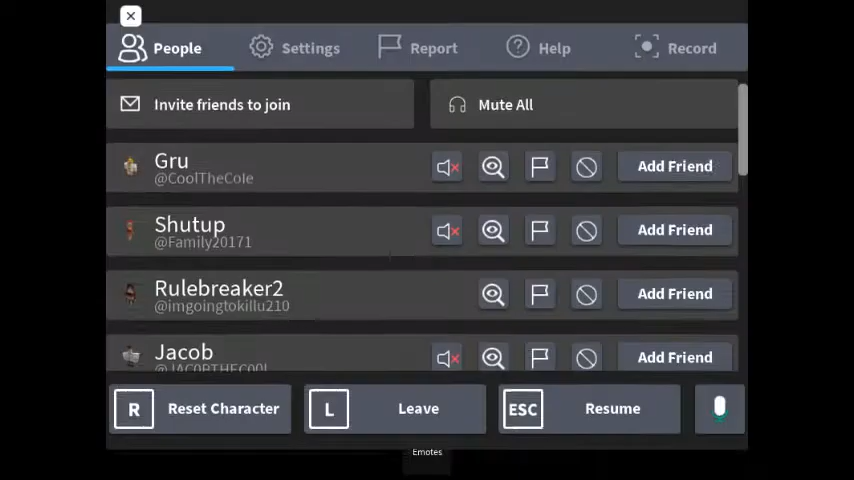 People
Settings
Report
Help
Record
Invite friends to join
Mute All
Gru
@CoolTheCole
Add Friend
Shutup
@Family20171
Add Friend
Rulebreaker2
@imgoingtokillu210
Add Friend
Jacob
Add Friend
R Reset Character
L Leave
ESC Resume
Emotes